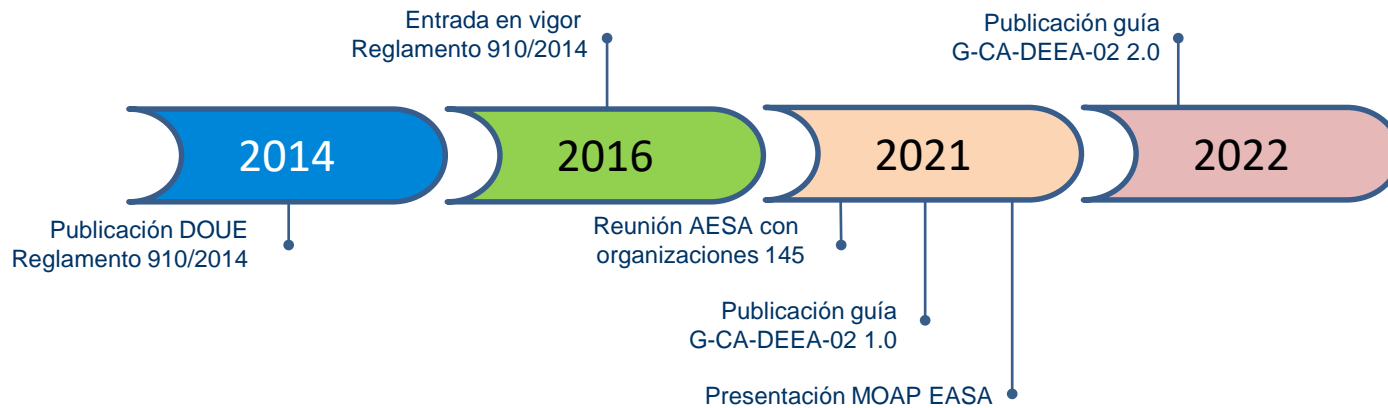 Entrada en vigor
Reglamento 910/2014
Publicación guía
G-CA-DEEA-02 2.0
2014
2016
2021
2022
Publicación DOUE
Reglamento 910/2014
Reunión AESA con
organizaciones 145
Publicación guía
G-CA-DEEA-02 1.0
Presentación MOAP EASA